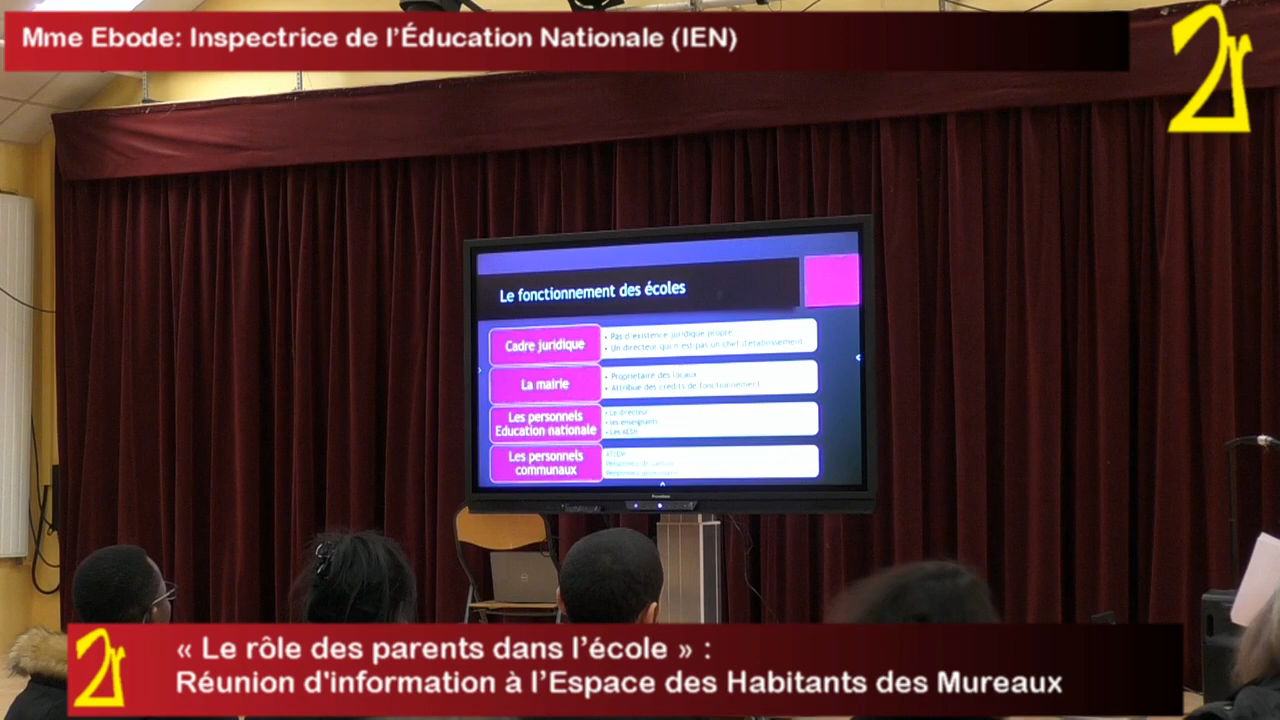 Mme Ebode: Inspectrice de l'Éducation Nationale (IEN)
2r
Le fonctionnement des écoles
Cadre juridique
• Pas d'existence juridique propre
• Un directeur qui n'est pas un chef d'établissement
La mairie
• Propriétaire des locaux
• Attribue des crédits de fonctionnement
Les personnels
Education nationale
• Le directeur
• les enseignants
• Les AESH
Les personnels
communaux
ATSEM
2r
« Le rôle des parents dans l'école » :
Réunion d'information à l'Espace des Habitants des Mureaux